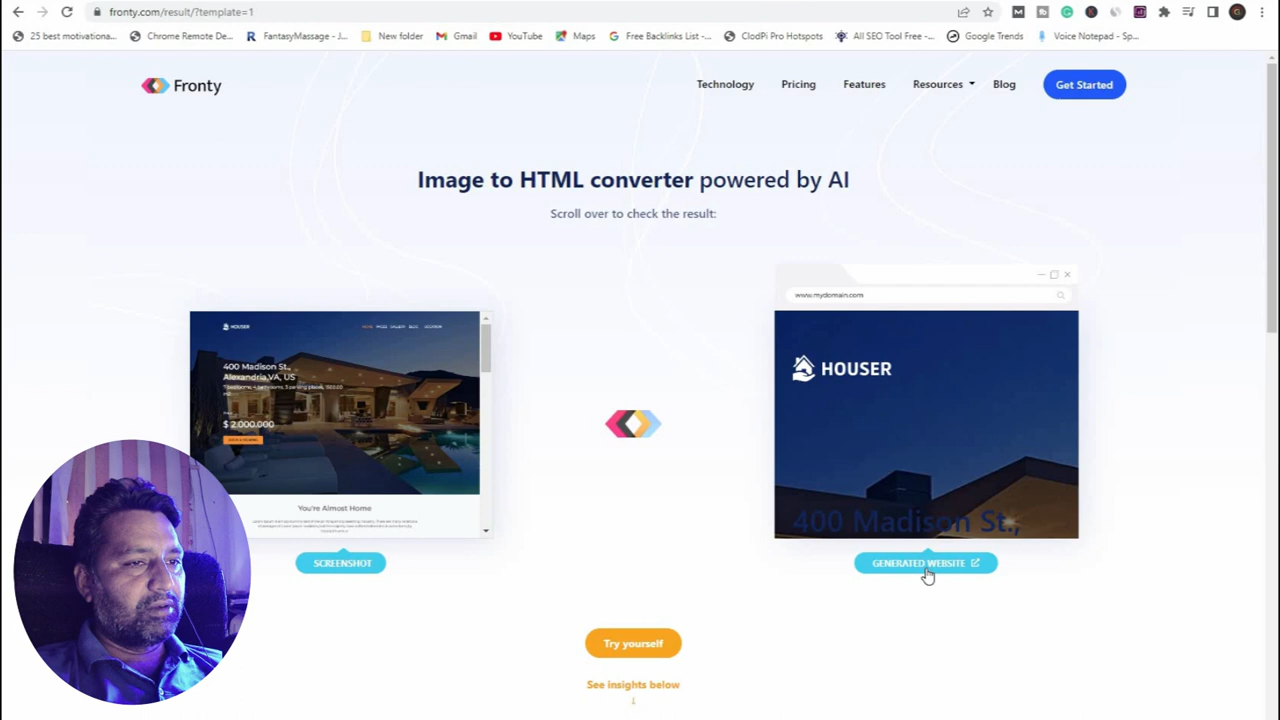 fronty.com/result/?template=1
25 best motivationa... Chrome Remote De... FantasyMassage - J... New folder Gmail YouTube Maps Free Backlinks List -... ClodPi Pro Hotspots All SEO Tool Free -... Google Trends Voice Notepad - Sp...
Fronty Technology Pricing Features Resources Blog Get Started
Image to HTML converter powered by AI
Scroll over to check the result:
www.mydomain.com
HOUSER HOME PAGES GALLERY BLOG
400 Madison St.,
Alexandria,VA, US
$ 2.000.000
You're Almost Home
SCREENSHOT
HOUSER
400 Madison St.,
GENERATED WEBSITE
Try yourself
See insights below